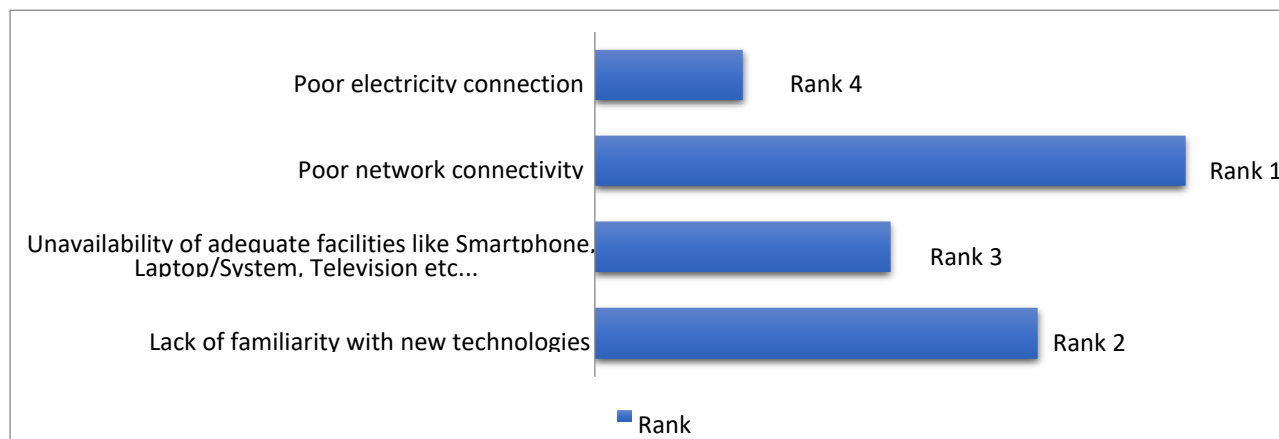 Poor electricity connection
Rank 4
Poor network connectivity
Rank 1
Unavailability of adequate facilities like Smartphone,
Laptop/System, Television etc...
Rank 3
Lack of familiarity with new technologies
Rank 2
Rank